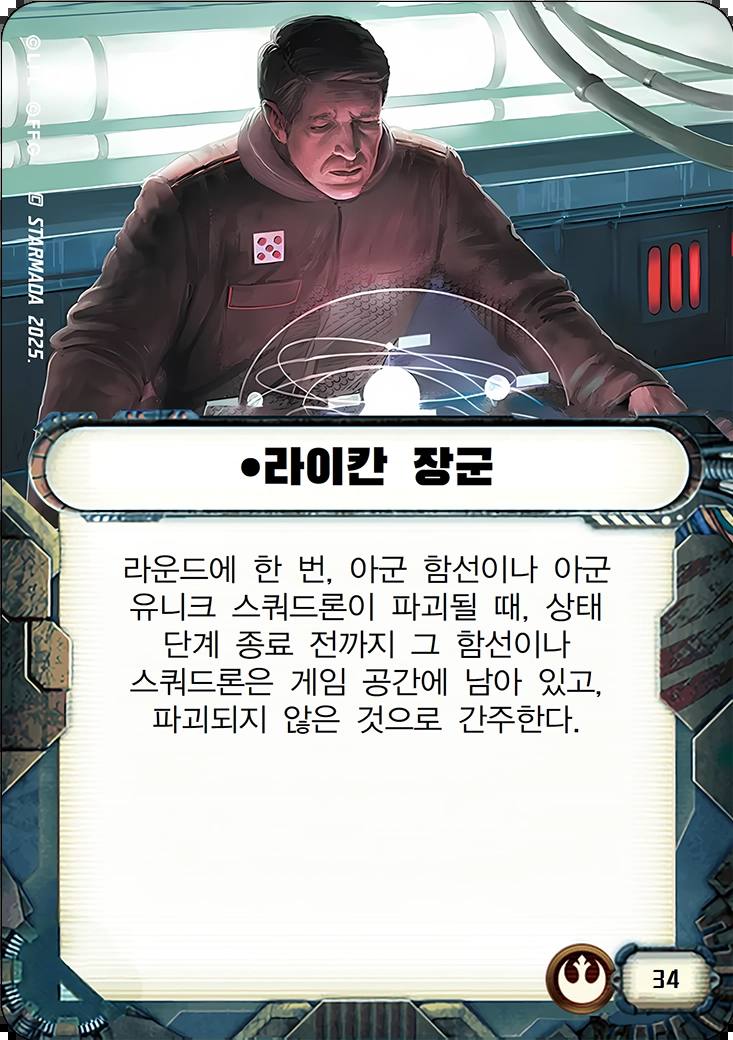 ©LFL ©FFG © STARMADA 2025.
•라이칸 장군
라운드에 한 번, 아군 함선이나 아군
유니크 스쿼드론이 파괴될 때, 상태
단계 종료 전까지 그 함선이나
스쿼드론은 게임 공간에 남아 있고,
파괴되지 않은 것으로 간주한다.
34